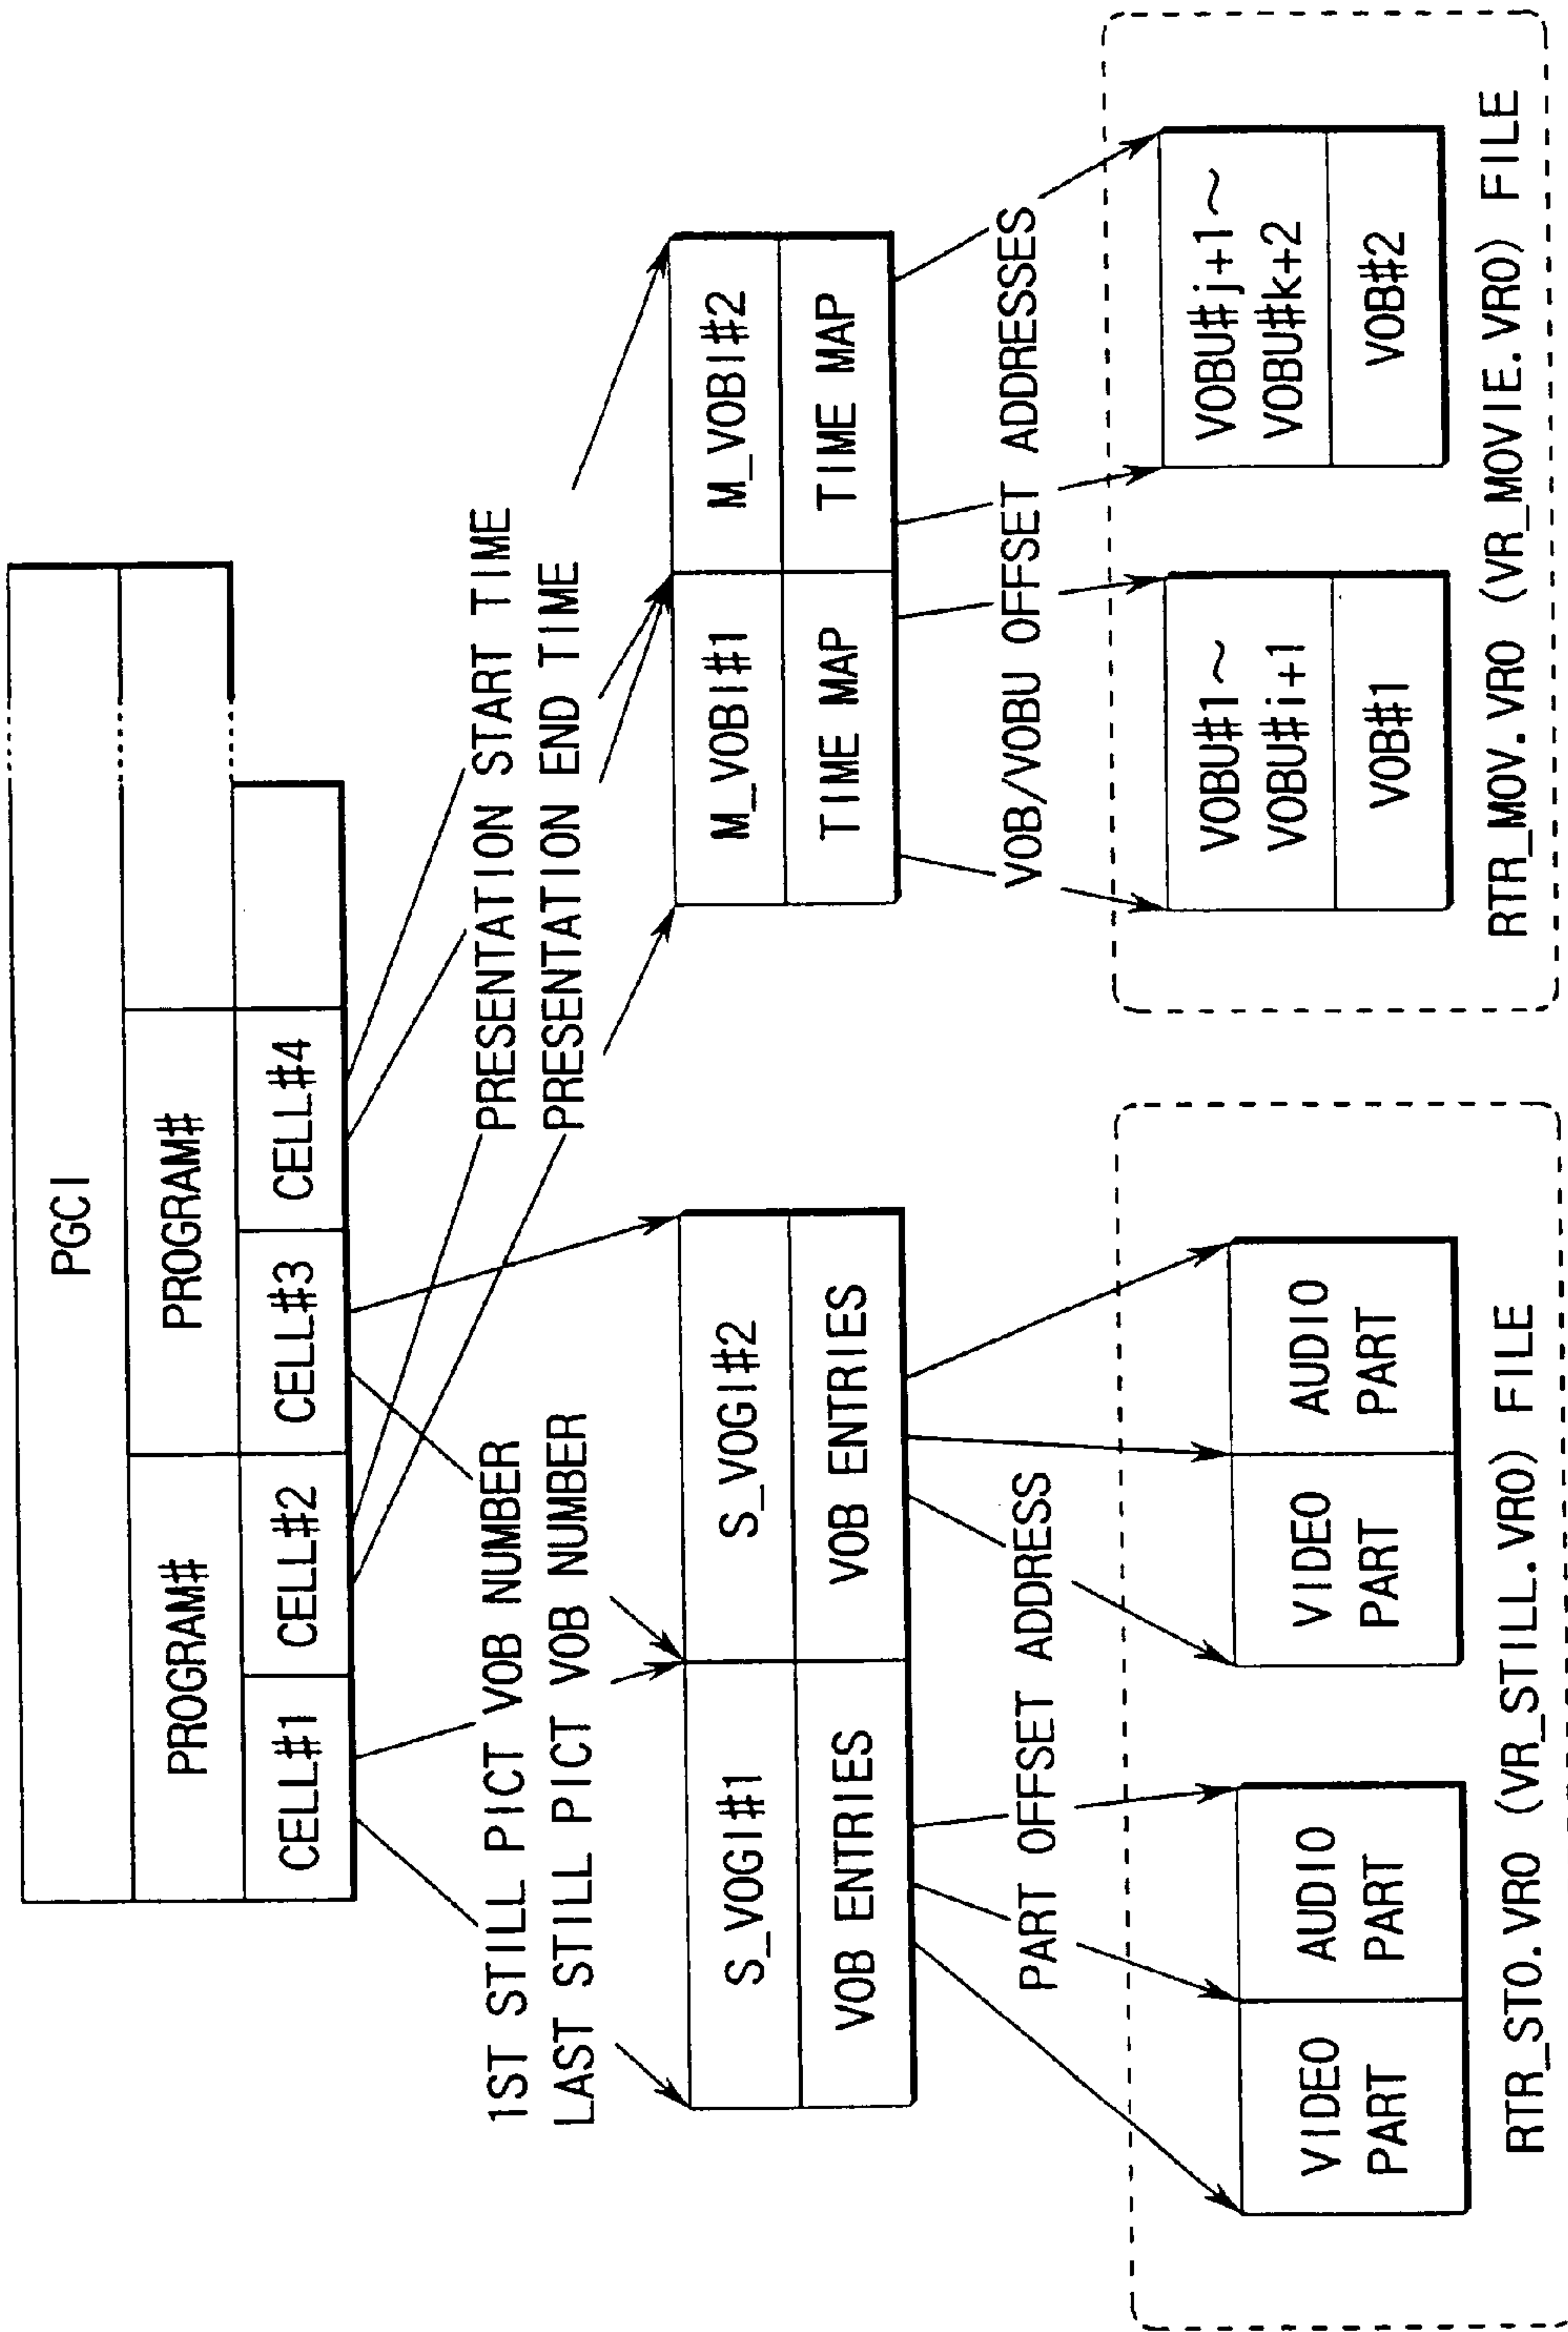 PGCI
PROGRAM#
PROGRAM#
CELL#1
CELL#2
CELL#3
CELL#4
1ST STILL PICT VOB NUMBER
LAST STILL PICT VOB NUMBER
PRESENTATION START TIME
PRESENTATION END TIME
S_VOGI#1
S_VOGI#2
VOB ENTRIES
VOB ENTRIES
M_VOBI#1
M_VOBI#2
TIME MAP
TIME MAP
PART OFFSET ADDRESS
VOB/VOBU OFFSET ADDRESSES
VIDEO
PART
AUDIO
PART
VIDEO
PART
AUDIO
PART
VOBU#1~
VOBU#i+1
VOB#1
VOBU#j+1~
VOBU#k+2
VOB#2
RTR_STO.VRO (VR_STILL.VRO) FILE
RTR_MOV.VRO (VR_MOVIE.VRO) FILE